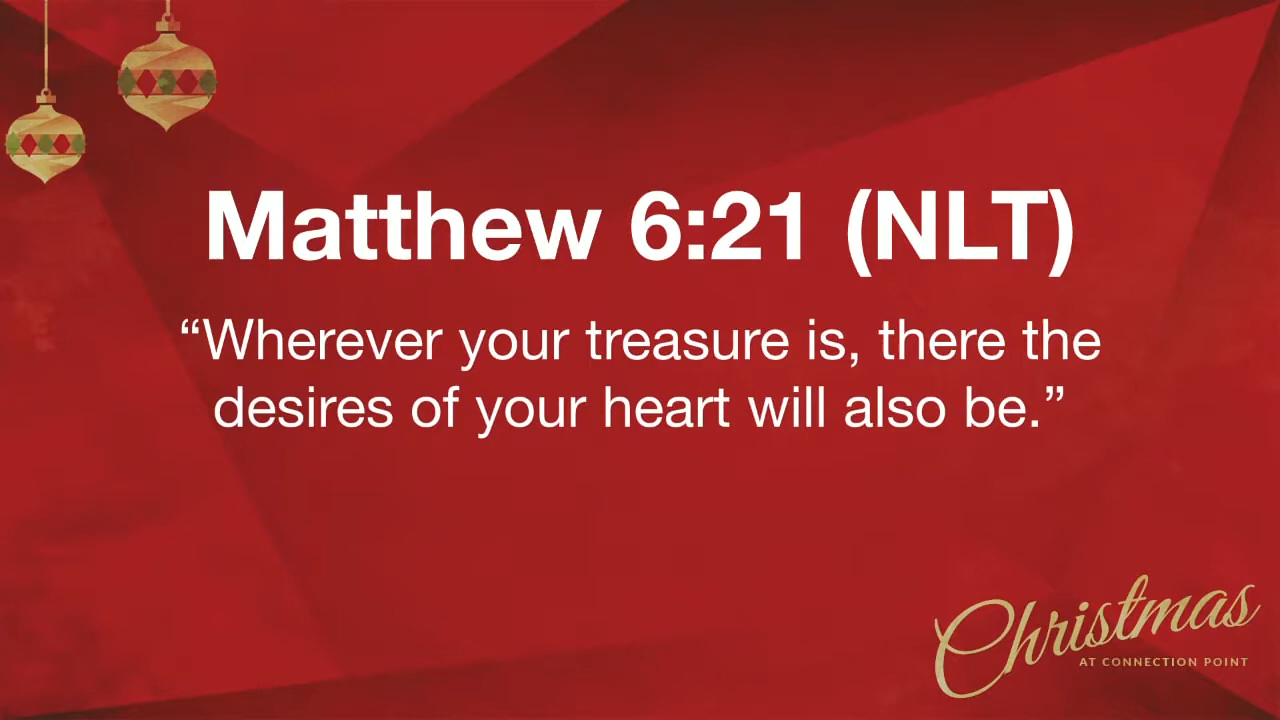 Matthew 6:21 (NLT)
“Wherever your treasure is, there the
desires of your heart will also be.”
Christmas
AT CONNECTION POINT